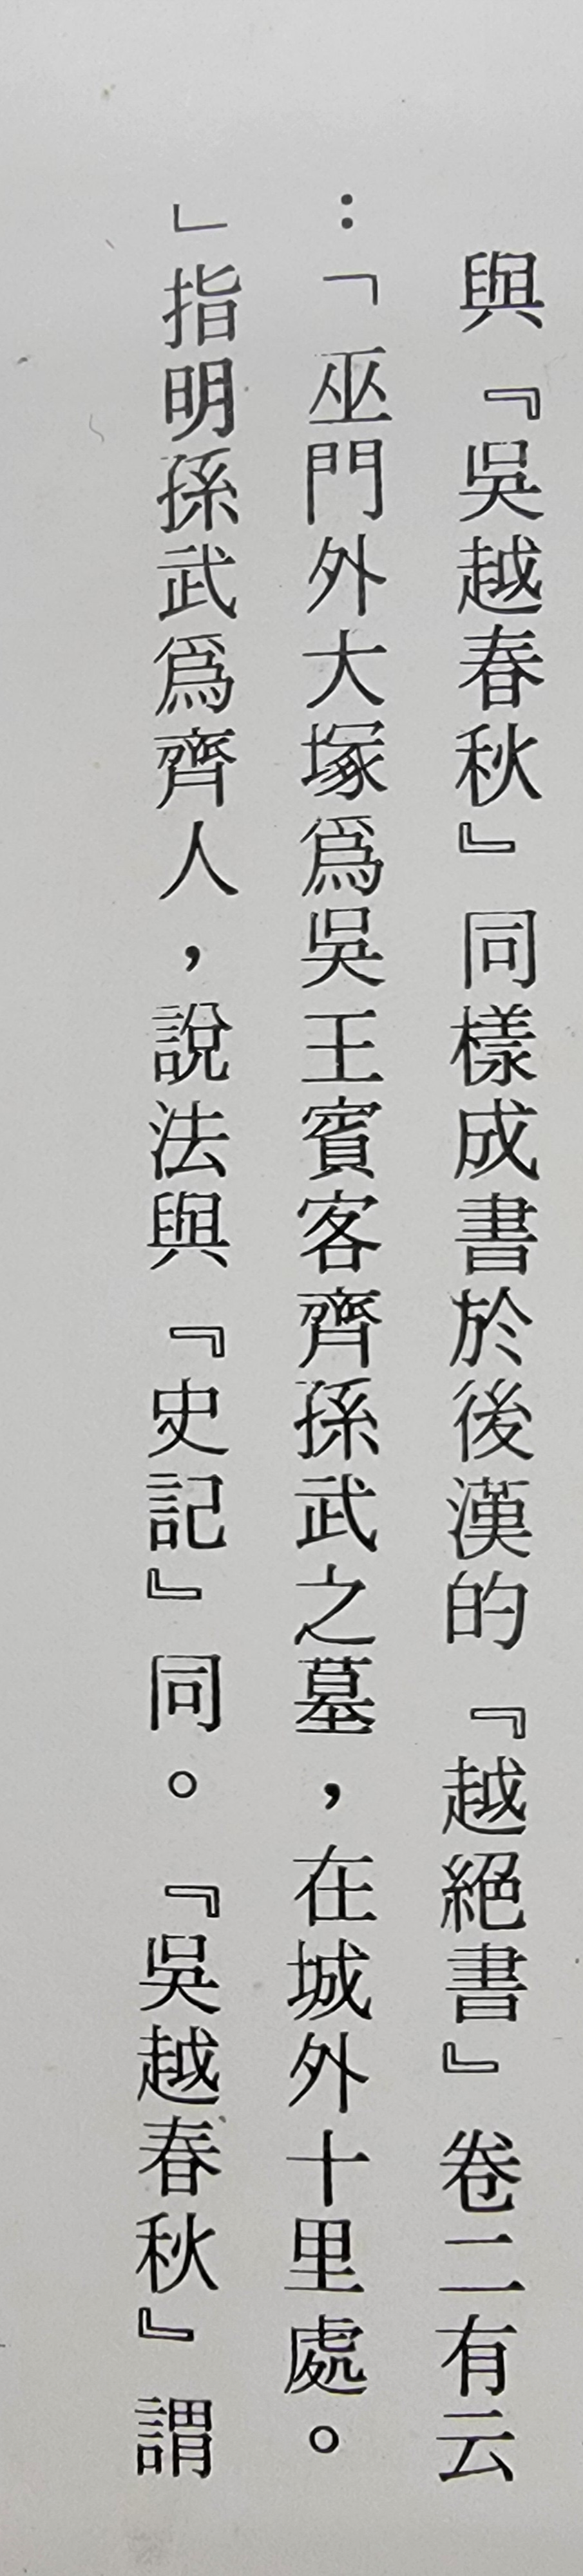 與『吳越春秋』同樣成書於後漢的『越絕書』卷二有云
：「巫門外大塚爲吳王賓客齊孫武之墓，在城外十里處。
」指明孫武爲齊人，說法與『史記』同。『吳越春秋』謂